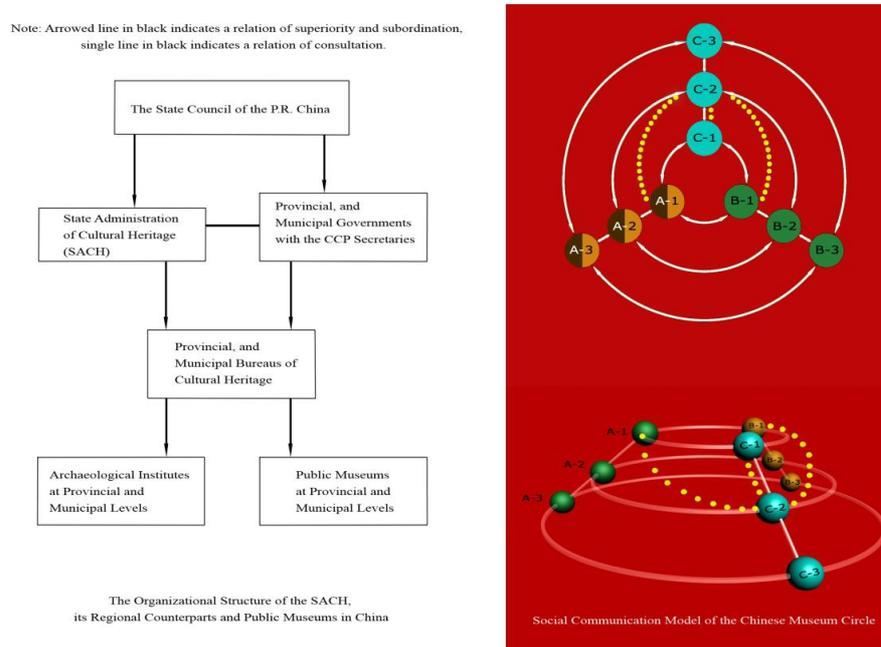 Note: Arrowed line in black indicates a relation of superiority and subordination,
single line in black indicates a relation of consultation.
The State Council of the P.R. China
State Administration
of Cultural Heritage
(SACH)
Provincial, and
Municipal Governments
with the CCP Secretaries
Provincial, and
Municipal Bureaus of
Cultural Heritage
Archaeological Institutes
at Provincial and
Municipal Levels
Public Museums
at Provincial and
Municipal Levels
The Organizational Structure of the SACH,
its Regional Counterparts and Public Museums in China
C-3
C-2
C-1
A-1
B-1
A-2
B-2
A-3
B-3
A-1
B-1
C-1
A-2
B-2
B-3
A-3
C-2
C-3
Social Communication Model of the Chinese Museum Circle